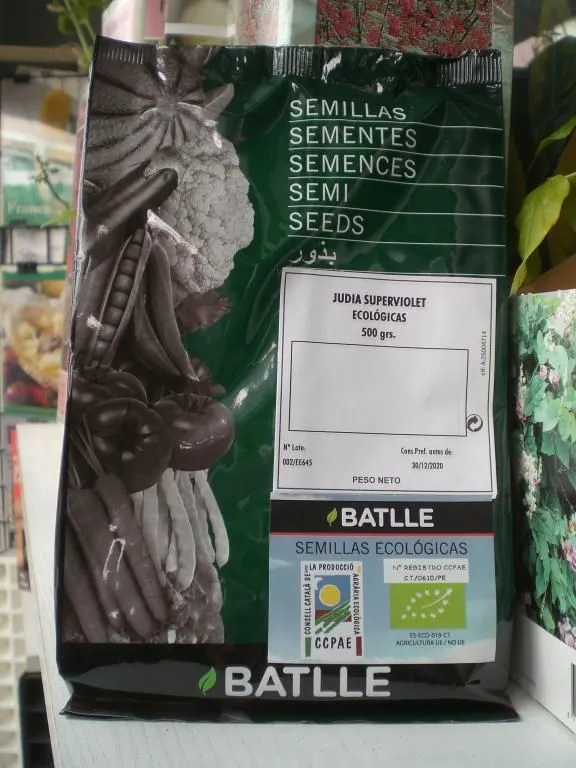 SEMILLAS
SEMENTES
SEMENCES
SEMI
SEEDS
بذور
JUDIA SUPERVIOLET
ECOLÓGICAS
500 grs.
cif: A-25004714
Nº Lote:
002/EE645
Cons.Pref. antes de:
30/12/2020
PESO NETO
BATLLE
SEMILLAS ECOLÓGICAS
CONSELL CATALÀ DE
LA PRODUCCIÓ
AGRÀRIA ECOLÒGICA
CCPAE
Nº REGISTRO CCPAE
CT/0610/PE
ES-ECO-019-CT
AGRICULTURA UE / NO UE
BATLLE